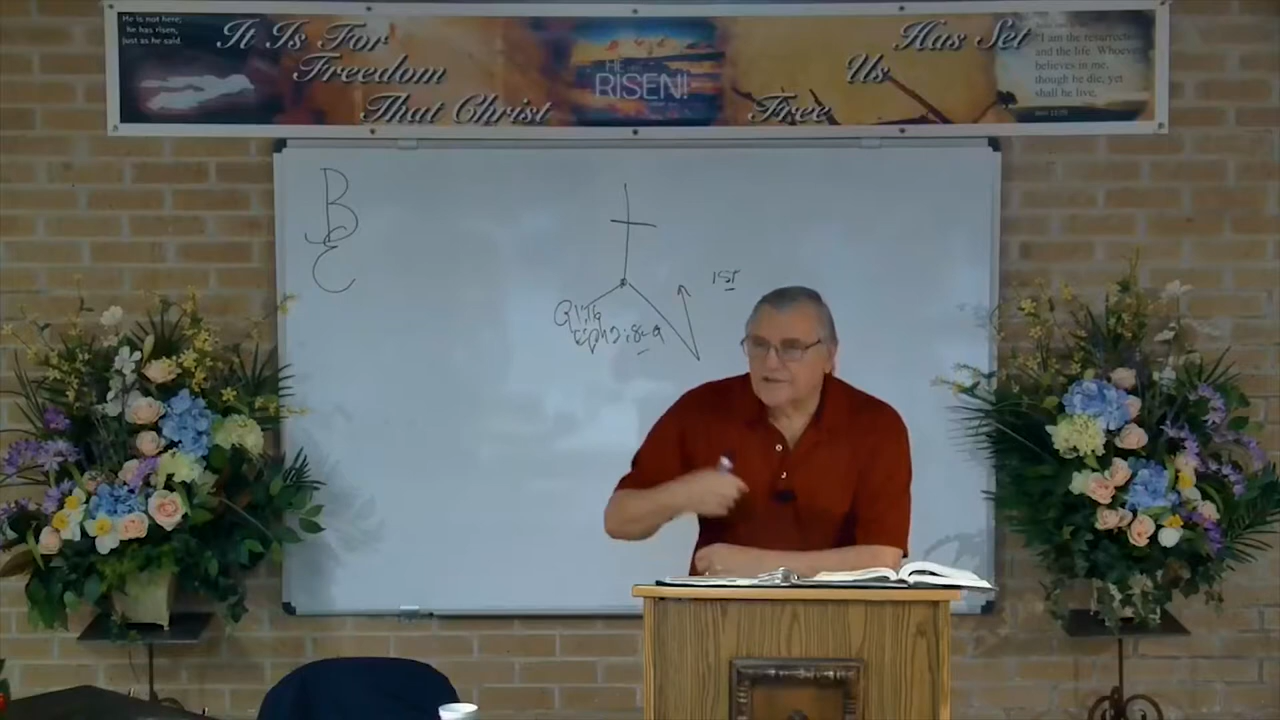 He is not here;
he has risen,
just as he said.
It Is For
Freedom
That Christ
HE
RISEN!
Has Set
Us
Free
"I am the resurrect
and the life. Whoev
believes in me,
though he die, yet
shall he live.
B
E
1ST